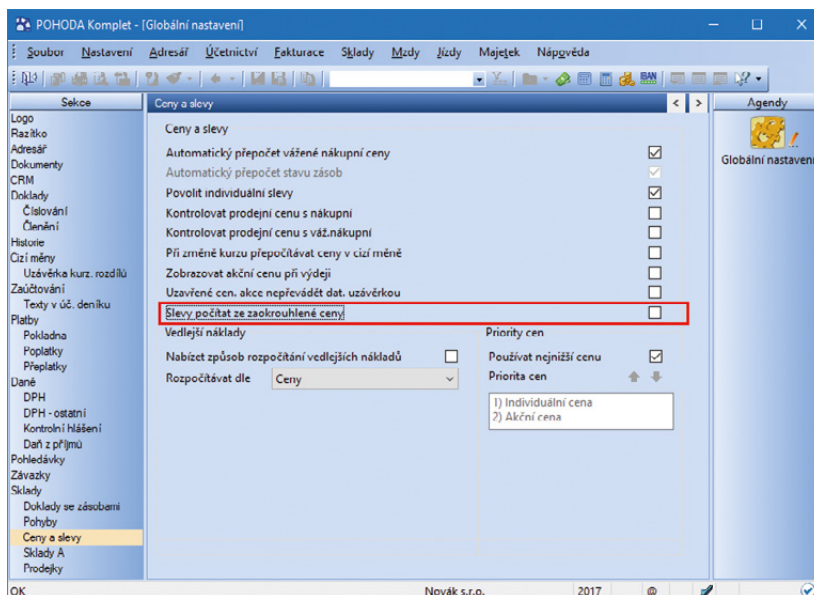 POHODA Komplet - [Globální nastavení]
Soubor Nastavení Adresář Účetnictví Fakturace Sklady Mzdy Jízdy Majetek Nápověda
IBAN
Sekce
Logo
Razítko
Adresář
Dokumenty
CRM
Doklady
Číslování
Členění
Historie
Cizí měny
Uzávěrka kurz. rozdílů
Zaúčtování
Texty v úč. deníku
Platby
Pokladna
Poplatky
Přeplatky
Daně
DPH
DPH - ostatní
Kontrolní hlášení
Daň z příjmů
Pohledávky
Závazky
Sklady
Doklady se zásobami
Pohyby
Ceny a slevy
Sklady A
Prodejky
Ceny a slevy
Ceny a slevy
Automatický přepočet vážené nákupní ceny
Automatický přepočet stavu zásob
Povolit individuální slevy
Kontrolovat prodejní cenu s nákupní
Kontrolovat prodejní cenu s váž.nákupní
Při změně kurzu přepočítávat ceny v cizí měně
Zobrazovat akční cenu při výdeji
Uzavřené cen. akce nepřevádět dat. uzávěrkou
Slevy počítat ze zaokrouhlené ceny
Vedlejší náklady
Nabízet způsob rozpočítání vedlejších nákladů
Rozpočítávat dle Ceny
Priority cen
Používat nejnižší cenu
Priorita cen
1) Individuální cena
2) Akční cena
Agendy
Globální nastavení
OK Novák s.r.o. 2017 @